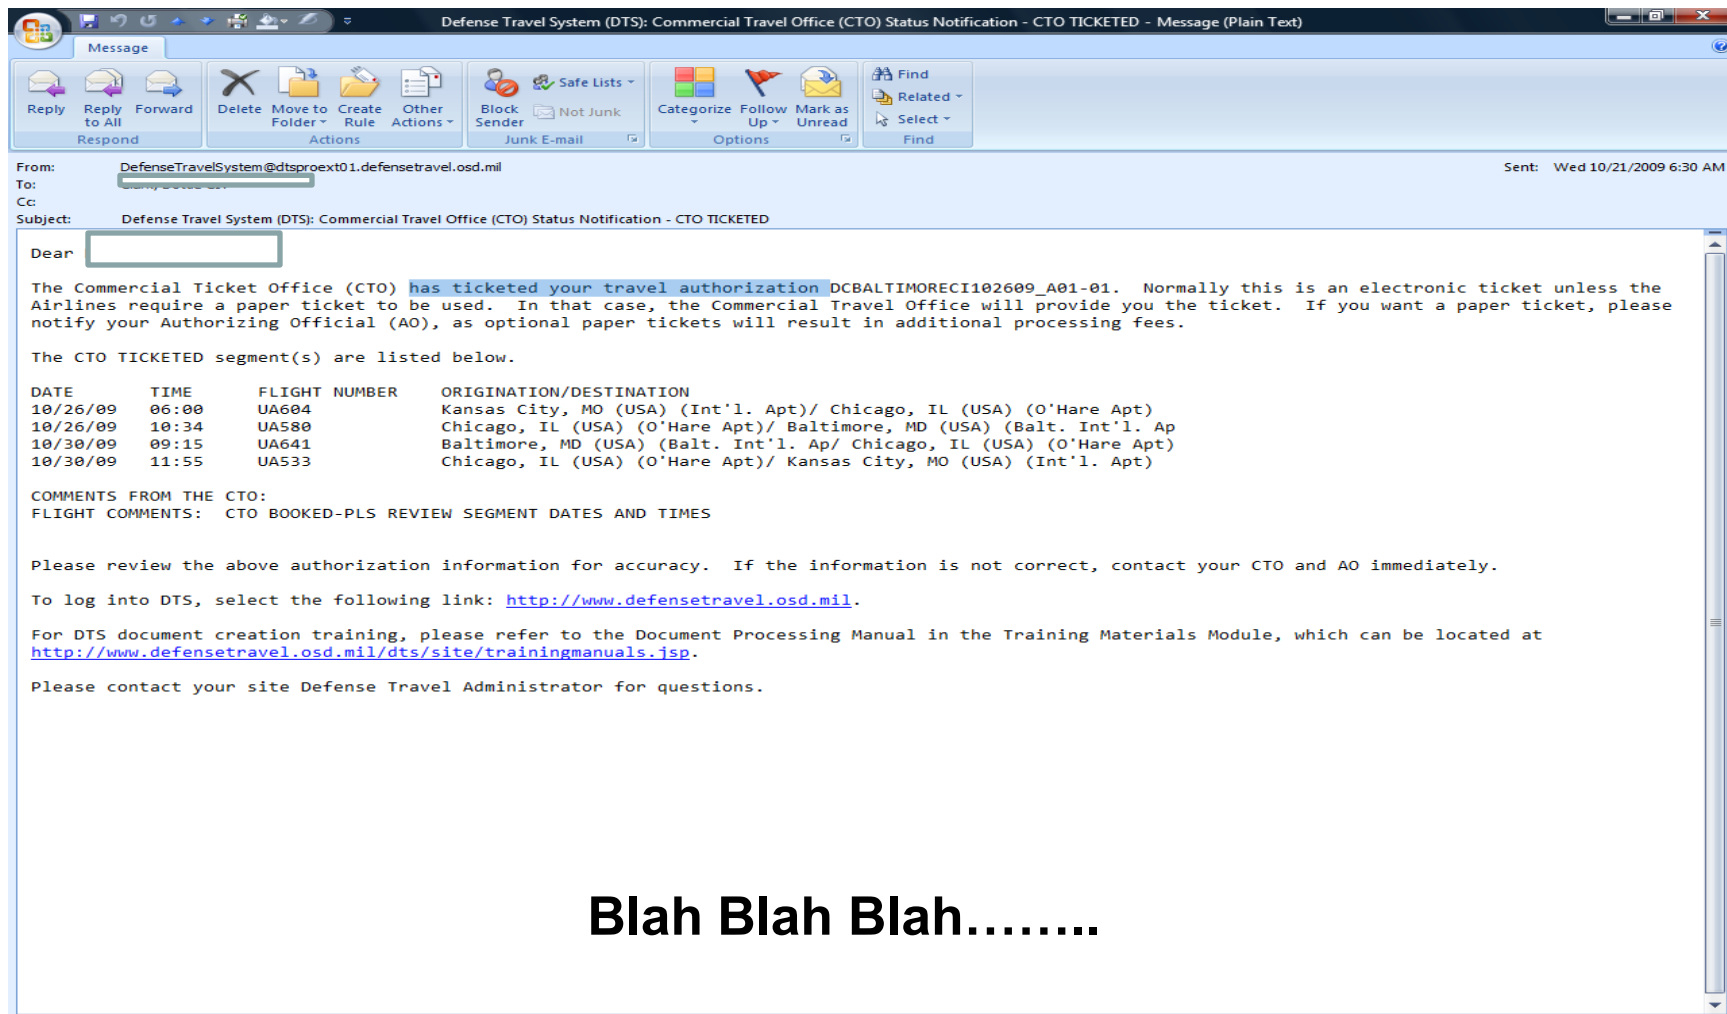 Defense Travel System (DTS): Commercial Travel Office (CTO) Status Notification - CTO TICKETED - Message (Plain Text)
Message
Reply
Reply to All
Forward
Respond
Delete
Move to Folder
Create Rule
Other Actions
Actions
Block Sender
Safe Lists
Not Junk
Junk E-mail
Categorize
Follow Up
Mark as Unread
Options
Find
Related
Select
Find
From: DefenseTravelSystem@dtsproext01.defensetravel.osd.mil Sent: Wed 10/21/2009 6:30 AM
To:
Cc:
Subject: Defense Travel System (DTS): Commercial Travel Office (CTO) Status Notification - CTO TICKETED
Dear
The Commercial Ticket Office (CTO) has ticketed your travel authorization DCBALTIMORECI102609_A01-01. Normally this is an electronic ticket unless the
Airlines require a paper ticket to be used. In that case, the Commercial Travel Office will provide you the ticket. If you want a paper ticket, please
notify your Authorizing Official (AO), as optional paper tickets will result in additional processing fees.
The CTO TICKETED segment(s) are listed below.
DATE TIME FLIGHT NUMBER ORIGINATION/DESTINATION
10/26/09 06:00 UA604 Kansas City, MO (USA) (Int'l. Apt)/ Chicago, IL (USA) (O'Hare Apt)
10/26/09 10:34 UA580 Chicago, IL (USA) (O'Hare Apt)/ Baltimore, MD (USA) (Balt. Int'l. Ap
10/30/09 09:15 UA641 Baltimore, MD (USA) (Balt. Int'l. Ap/ Chicago, IL (USA) (O'Hare Apt)
10/30/09 11:55 UA533 Chicago, IL (USA) (O'Hare Apt)/ Kansas City, MO (USA) (Int'l. Apt)
COMMENTS FROM THE CTO:
FLIGHT COMMENTS: CTO BOOKED-PLS REVIEW SEGMENT DATES AND TIMES
Please review the above authorization information for accuracy. If the information is not correct, contact your CTO and AO immediately.
To log into DTS, select the following link: http://www.defensetravel.osd.mil.
For DTS document creation training, please refer to the Document Processing Manual in the Training Materials Module, which can be located at
http://www.defensetravel.osd.mil/dts/site/trainingmanuals.jsp.
Please contact your site Defense Travel Administrator for questions.
Blah Blah Blah……..